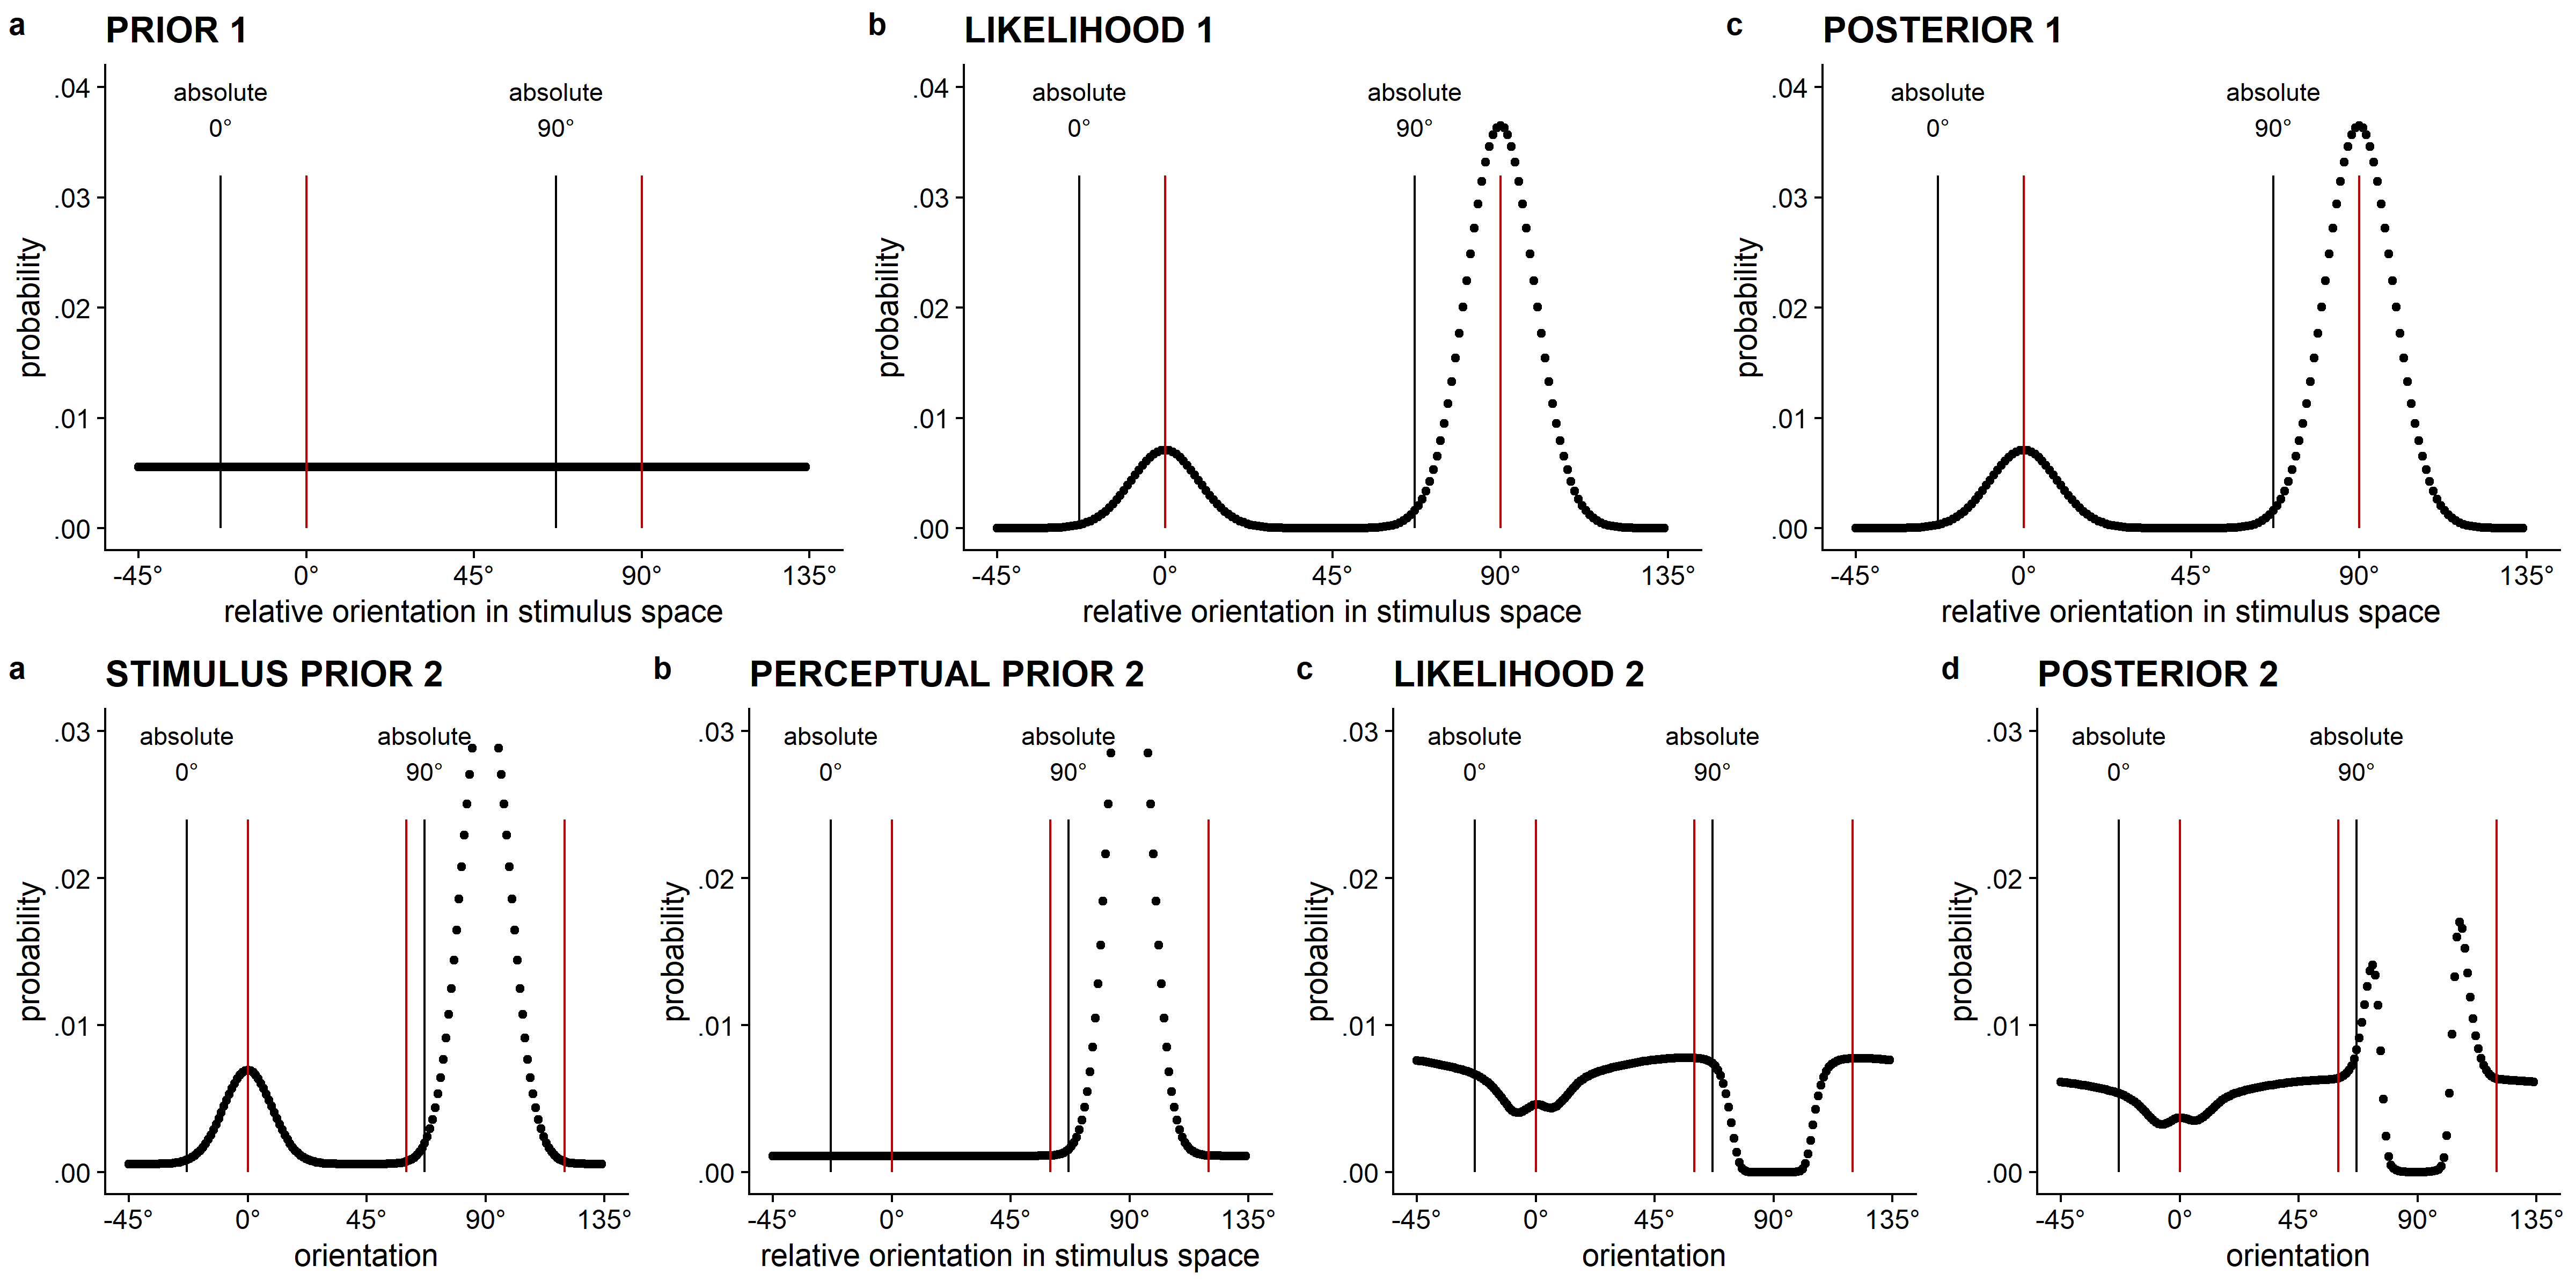 a PRIOR 1
absolute
0°
absolute
90°
.04
.03
.02
.01
.00
probability
-45° 0° 45° 90° 135°
relative orientation in stimulus space
b LIKELIHOOD 1
absolute
0°
absolute
90°
.04
.03
.02
.01
.00
probability
-45° 0° 45° 90° 135°
relative orientation in stimulus space
c POSTERIOR 1
absolute
0°
absolute
90°
.04
.03
.02
.01
.00
probability
-45° 0° 45° 90° 135°
relative orientation in stimulus space
a STIMULUS PRIOR 2
absolute
0°
absolute
90°
.03
.02
.01
.00
probability
-45° 0° 45° 90° 135°
orientation
b PERCEPTUAL PRIOR 2
absolute
0°
absolute
90°
.03
.02
.01
.00
probability
-45° 0° 45° 90° 135°
relative orientation in stimulus space
c LIKELIHOOD 2
absolute
0°
absolute
90°
.03
.02
.01
.00
probability
-45° 0° 45° 90° 135°
orientation
d POSTERIOR 2
absolute
0°
absolute
90°
.03
.02
.01
.00
probability
-45° 0° 45° 90° 135°
orientation